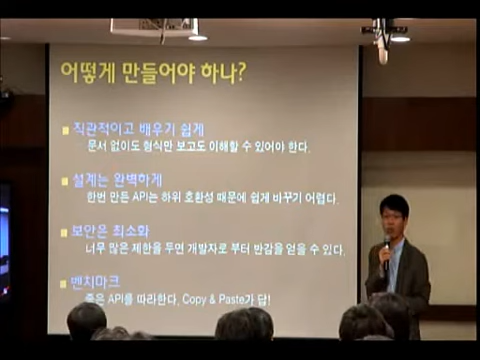 어떻게 만들어야 하나?
직관적이고 배우기 쉽게
문서 없이도 형식만 보고도 이해할 수 있어야 한다.
설계는 완벽하게
한번 만든 API는 하위 호환성 때문에 쉽게 바꾸기 어렵다.
보안은 최소화
너무 많은 제한을 두면 개발자로 부터 반감을 얻을 수 있다.
벤치마크
좋은 API를 따라한다. Copy & Paste가 답!